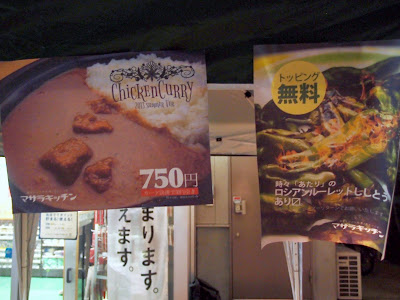 CHICKENCURRY
750円
マサラキッチン
トッピング
無料
時々「あたり」の
ロシアンルーレットししとう
あり〼
マサラキッチン
まります。
えます。